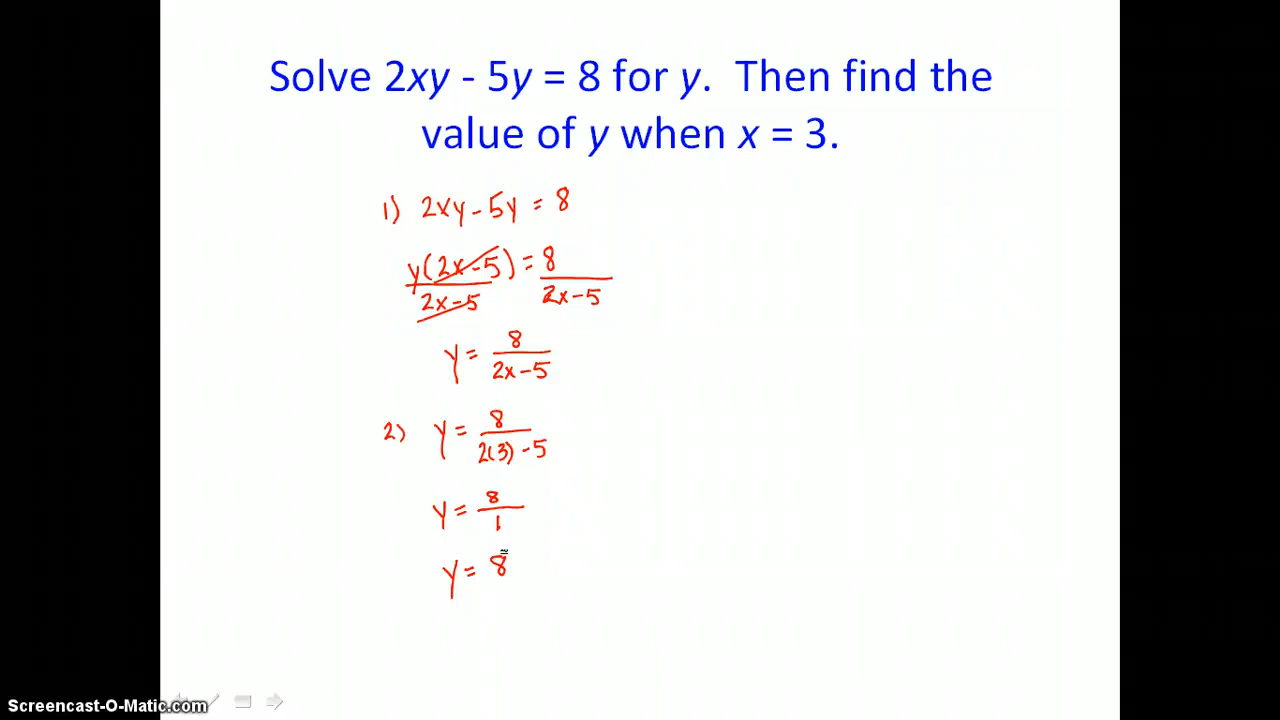 Solve 2xy - 5y = 8 for y. Then find the
value of y when x = 3.
1) 2xy - 5y = 8
y(2x - 5) = 8
2x - 5 2x - 5
y = 8
2x - 5
2) y = 8
2(3) - 5
y = 8
1
y = 8
Screencast-O-Matic.com